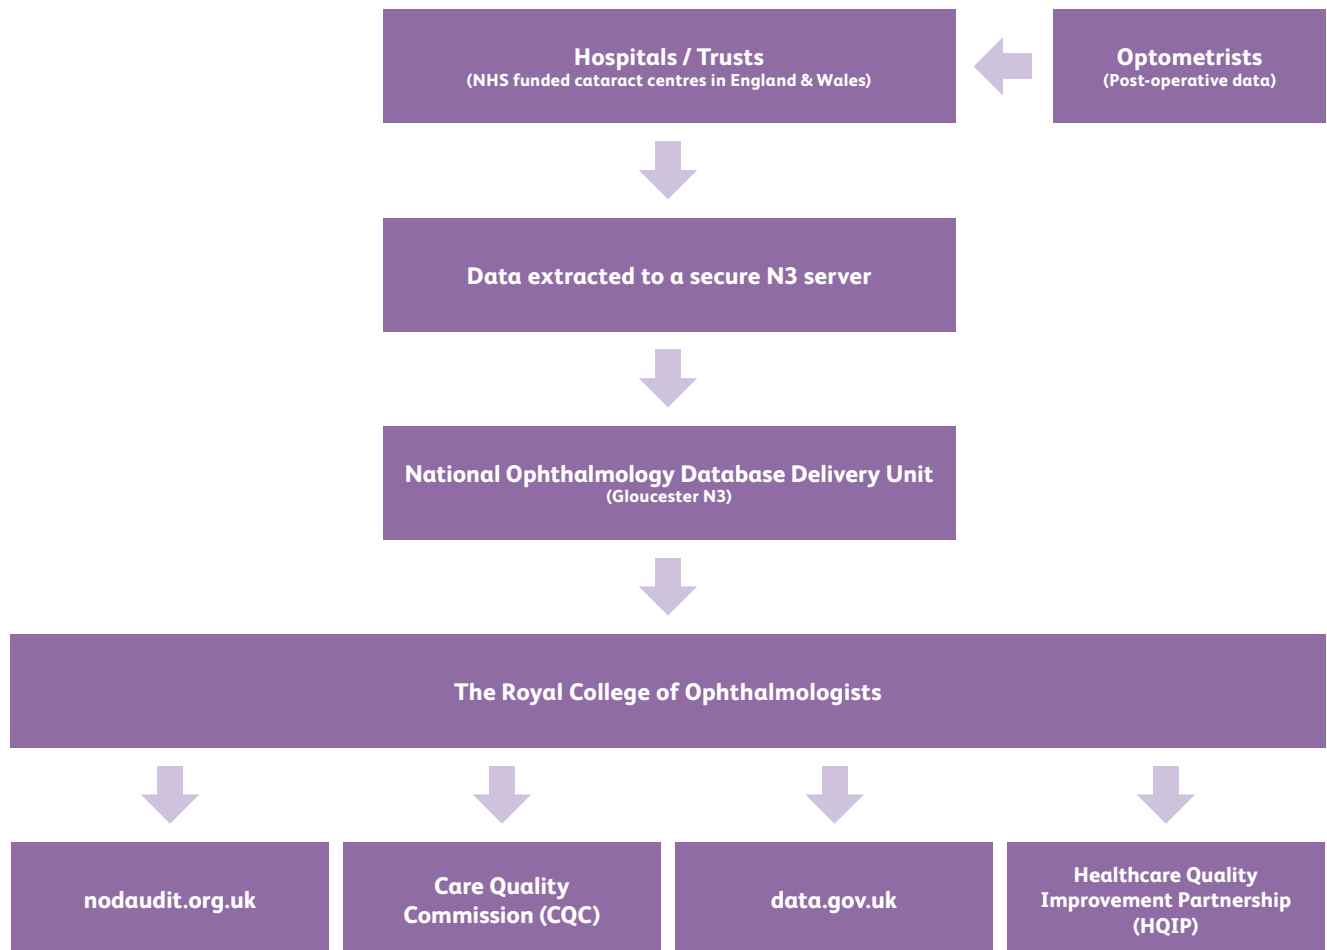 Hospitals / Trusts
(NHS funded cataract centres in England & Wales)
Optometrists
(Post-operative data)
Data extracted to a secure N3 server
National Ophthalmology Database Delivery Unit
(Gloucester N3)
The Royal College of Ophthalmologists
nodaudit.org.uk
Care Quality
Commission (CQC)
data.gov.uk
Healthcare Quality
Improvement Partnership
(HQIP)